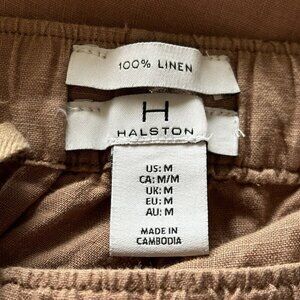 100% LINEN
H
HALSTON
US: M
CA: M/M
UK: M
EU: M
AU: M
MADE IN
CAMBODIA